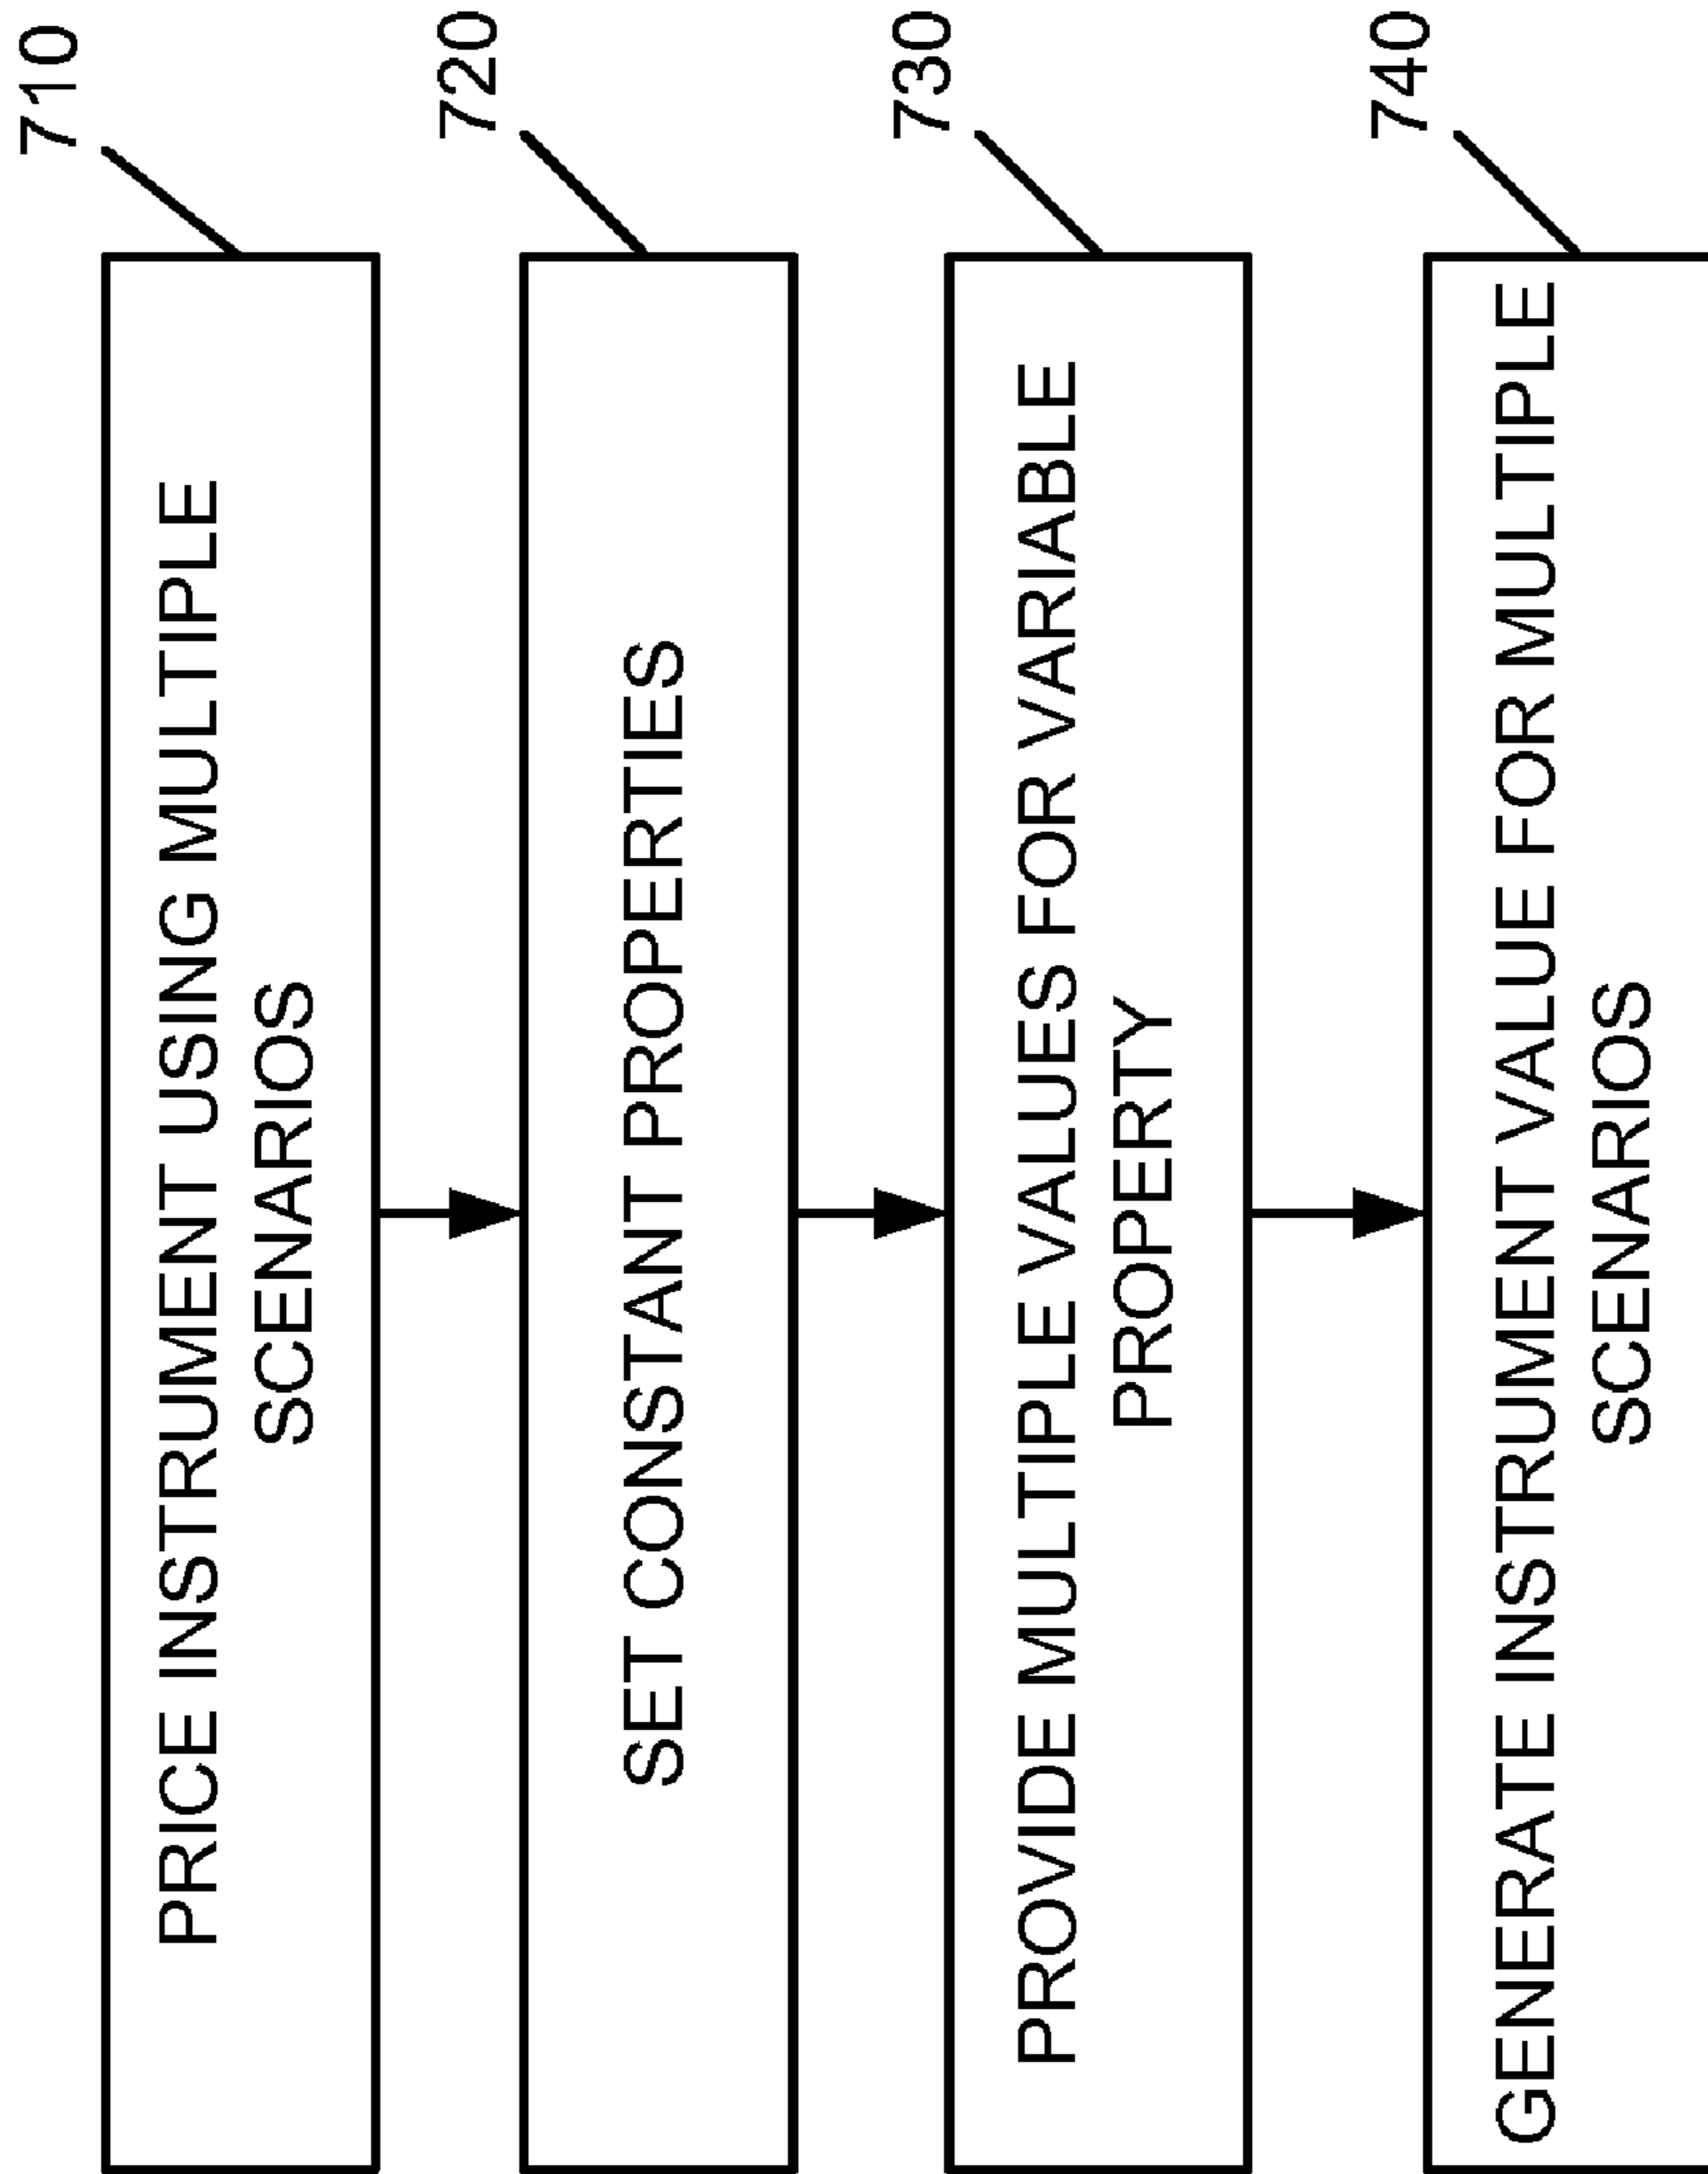 710
PRICE INSTRUMENT USING MULTIPLE
SCENARIOS
720
SET CONSTANT PROPERTIES
730
PROVIDE MULTIPLE VALUES FOR VARIABLE
PROPERTY
740
GENERATE INSTRUMENT VALUE FOR MULTIPLE
SCENARIOS